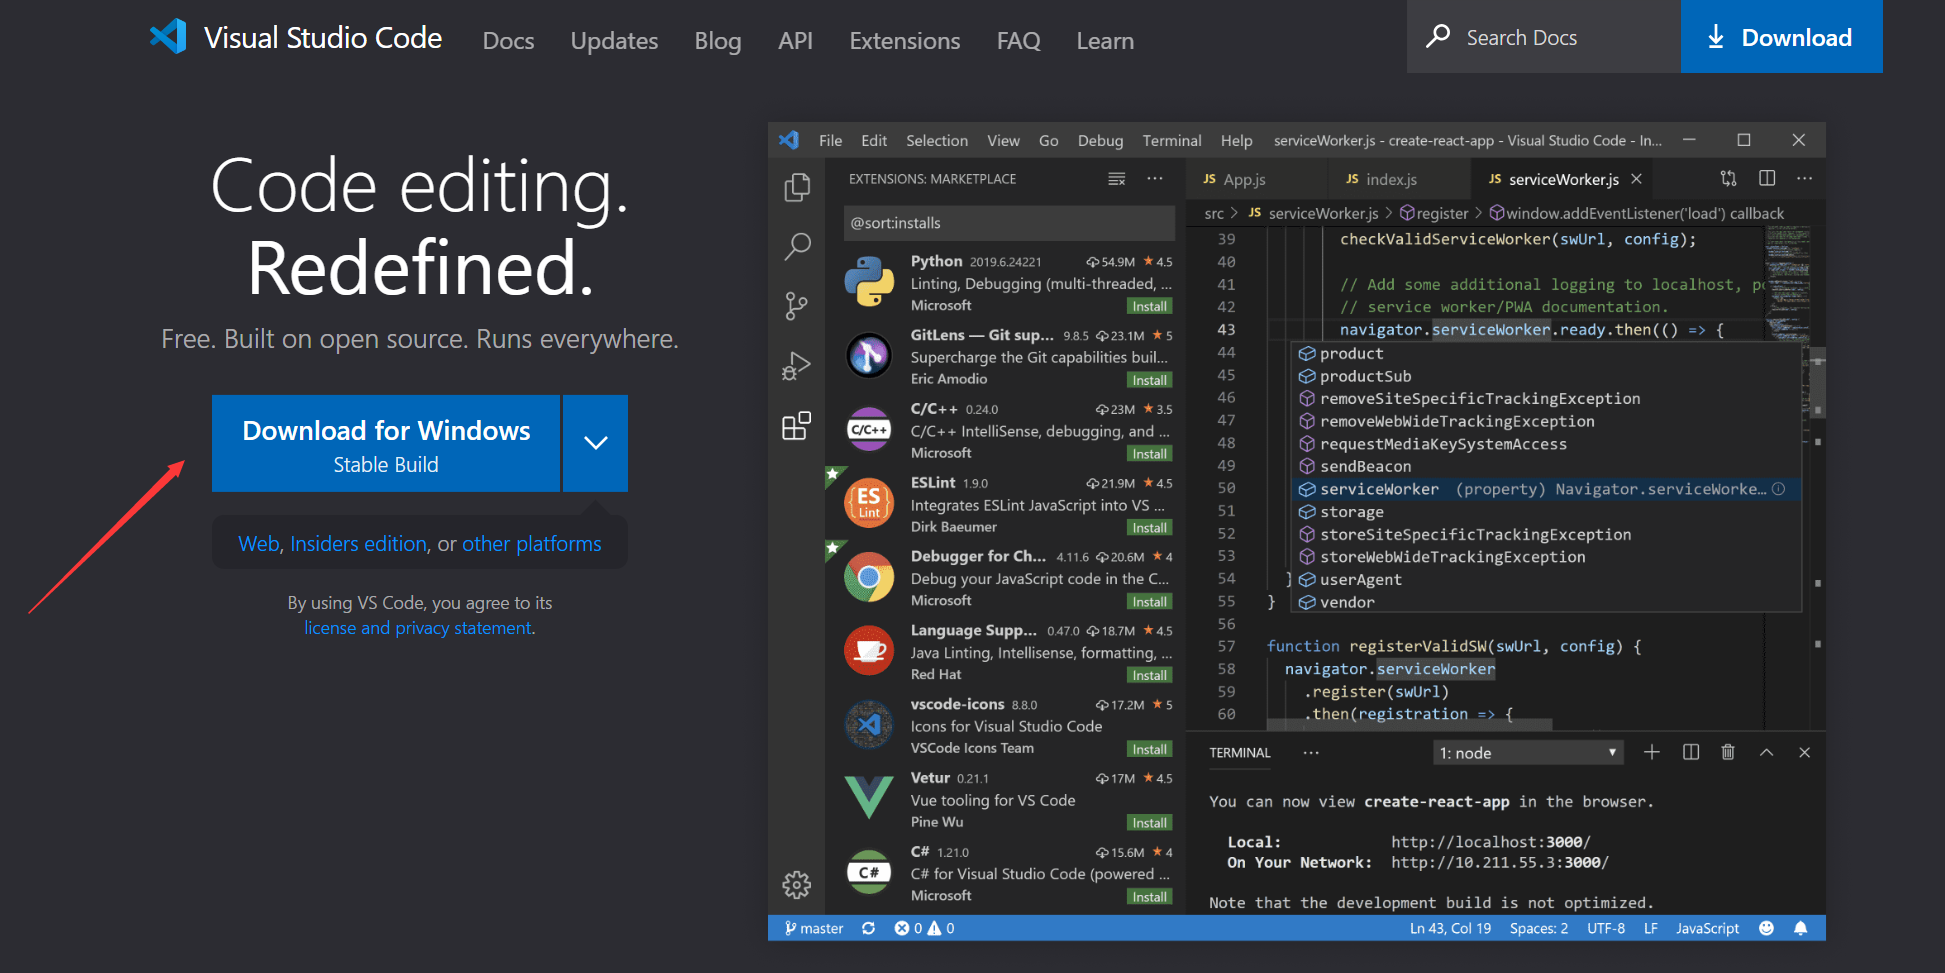 Visual Studio Code Docs Updates Blog API Extensions FAQ Learn Search Docs Download
Code editing.
Redefined.
Free. Built on open source. Runs everywhere.
Download for Windows
Stable Build
Web, Insiders edition, or other platforms
By using VS Code, you agree to its
license and privacy statement.
File Edit Selection View Go Debug Terminal Help serviceWorker.js - create-react-app - Visual Studio Code - In...
EXTENSIONS: MARKETPLACE
@sort:installs
Python 2019.6.24221 54.9M ★ 4.5
Linting, Debugging (multi-threaded, ...
Microsoft Install
GitLens — Git sup... 9.8.5 23.1M ★ 5
Supercharge the Git capabilities buil...
Eric Amodio Install
C/C++
C/C++ 0.24.0 23M ★ 3.5
C/C++ IntelliSense, debugging, and ...
Microsoft Install
ES
Lint
ESLint 1.9.0 21.9M ★ 4.5
Integrates ESLint JavaScript into VS ...
Dirk Baeumer Install
Debugger for Ch... 4.11.6 20.6M ★ 4
Debug your JavaScript code in the C...
Microsoft Install
Language Supp... 0.47.0 18.7M ★ 4.5
Java Linting, Intellisense, formatting, ...
Red Hat Install
vscode-icons 8.8.0 17.2M ★ 5
Icons for Visual Studio Code
VSCode Icons Team Install
Vetur 0.21.1 17M ★ 4.5
Vue tooling for VS Code
Pine Wu Install
C#
C# 1.21.0 15.6M ★ 4
C# for Visual Studio Code (powered ...
Microsoft Install
JS App.js JS index.js JS serviceWorker.js
src > JS serviceWorker.js > register > window.addEventListener('load') callback
39 checkValidServiceWorker(swUrl, config);
40
41 // Add some additional logging to localhost, po
42 // service worker/PWA documentation.
43 navigator.serviceWorker.ready.then(() => {
44 product
45 productSub
46 removeSiteSpecificTrackingException
47 removeWebWideTrackingException
48 requestMediaKeySystemAccess
49 sendBeacon
50 serviceWorker (property) Navigator.serviceWorke...
51 storage
52 storeSiteSpecificTrackingException
53 storeWebWideTrackingException
54 } userAgent
55 } vendor
56
57 function registerValidSW(swUrl, config) {
58 navigator.serviceWorker
59 .register(swUrl)
60 .then(registration => {
TERMINAL ... 1: node
You can now view create-react-app in the browser.
Local: http://localhost:3000/
On Your Network: http://10.211.55.3:3000/
Note that the development build is not optimized.
master 0 0 Ln 43, Col 19 Spaces: 2 UTF-8 LF JavaScript